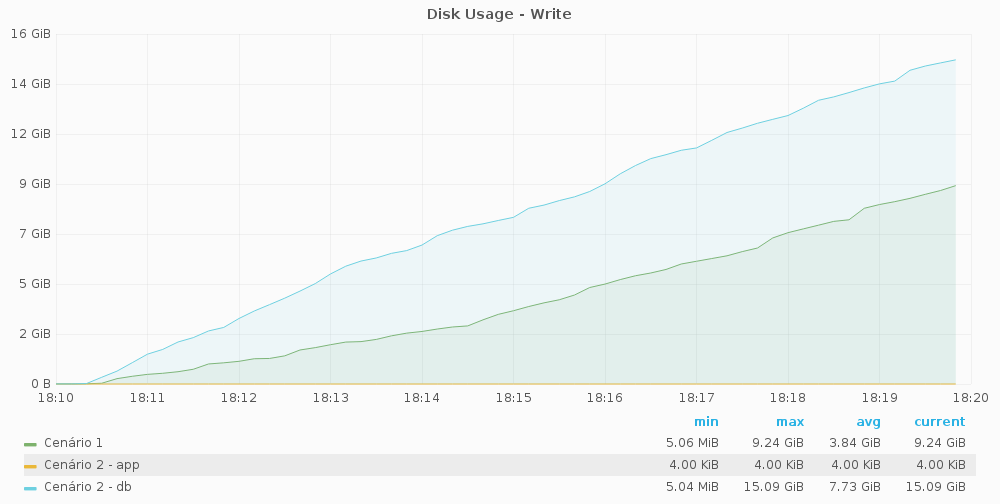 Disk Usage - Write
16 GiB
14 GiB
12 GiB
9 GiB
7 GiB
5 GiB
2 GiB
0 B
18:10 18:11 18:12 18:13 18:14 18:15 18:16 18:17 18:18 18:19 18:20
min max avg current
Cenário 1 5.06 MiB 9.24 GiB 3.84 GiB 9.24 GiB
Cenário 2 - app 4.00 KiB 4.00 KiB 4.00 KiB 4.00 KiB
Cenário 2 - db 5.04 MiB 15.09 GiB 7.73 GiB 15.09 GiB